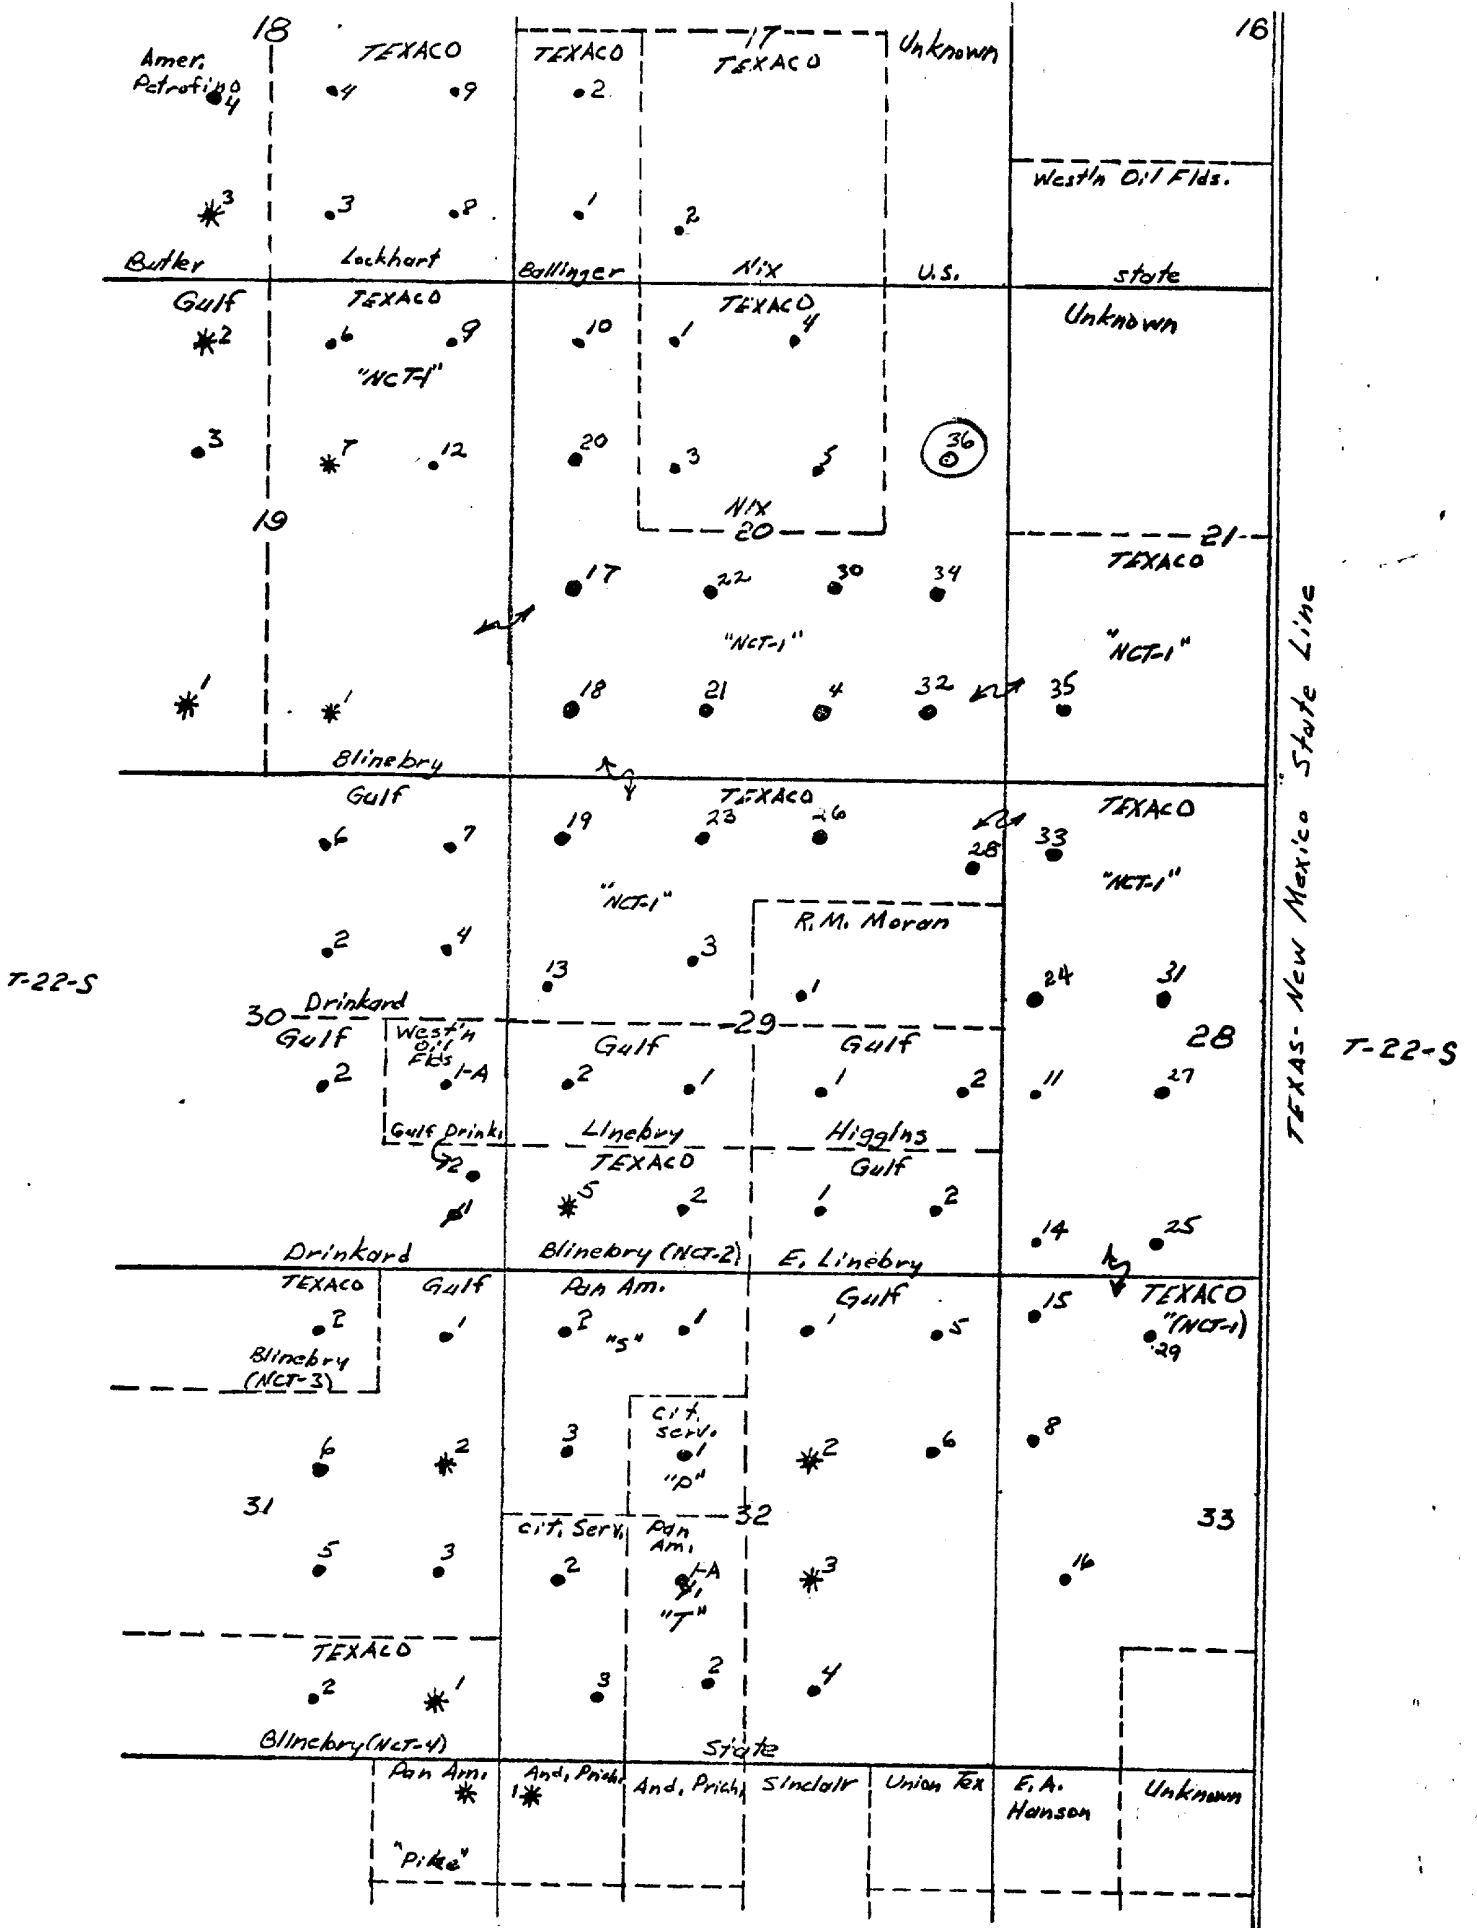 18
17
16
Amer.
Petrofina
4
TEXACO
4
9
TEXACO
2
TEXACO
Unknown
3
3
8
1
2
West'n Oil Flds.
Butler
Lockhart
Ballinger
Nix
U.S.
state
Gulf
2
TEXACO
6
9
"NCT-1"
10
TEXACO
1
4
Unknown
3
7
12
20
3
5
36
19
Nix
20
21
TEXACO
17
22
30
34
"NCT-1"
"NCT-1"
1
1
18
21
4
32
35
Blinebry
Gulf
TEXACO
TEXACO
6
7
19
23
26
28
33
"NCT-1"
"NCT-1"
R. M. Moran
2
4
13
3
1
24
31
T-22-S
Drinkard
30
29
28
T-22-S
Gulf
West'n
Oil
Flds
Gulf
Gulf
2
1-A
2
1
1
2
11
27
Gulf Drink.
Linebry
Higgins
2
TEXACO
Gulf
1
5
2
1
2
14
25
Drinkard
Blinebry (NCT-2)
E. Linebry
TEXACO
Gulf
Pan Am.
Gulf
TEXACO
"(NCT-1)
2
1
2
"S"
1
1
5
15
29
Blinebry
(NCT-3)
cit.
serv.
6
2
3
1
"P"
2
6
8
31
32
33
cit. Serv.
Pan
Am.
5
3
2
1-A
1
"T"
3
16
TEXACO
2
1
3
2
4
Blinebry (NCT-4)
State
Pan Am.
And. Prich.
1
And. Prich.
Sinclair
Union Tex
E. A.
Hanson
Unknown
"Pike"
TEXAS - New Mexico State Line